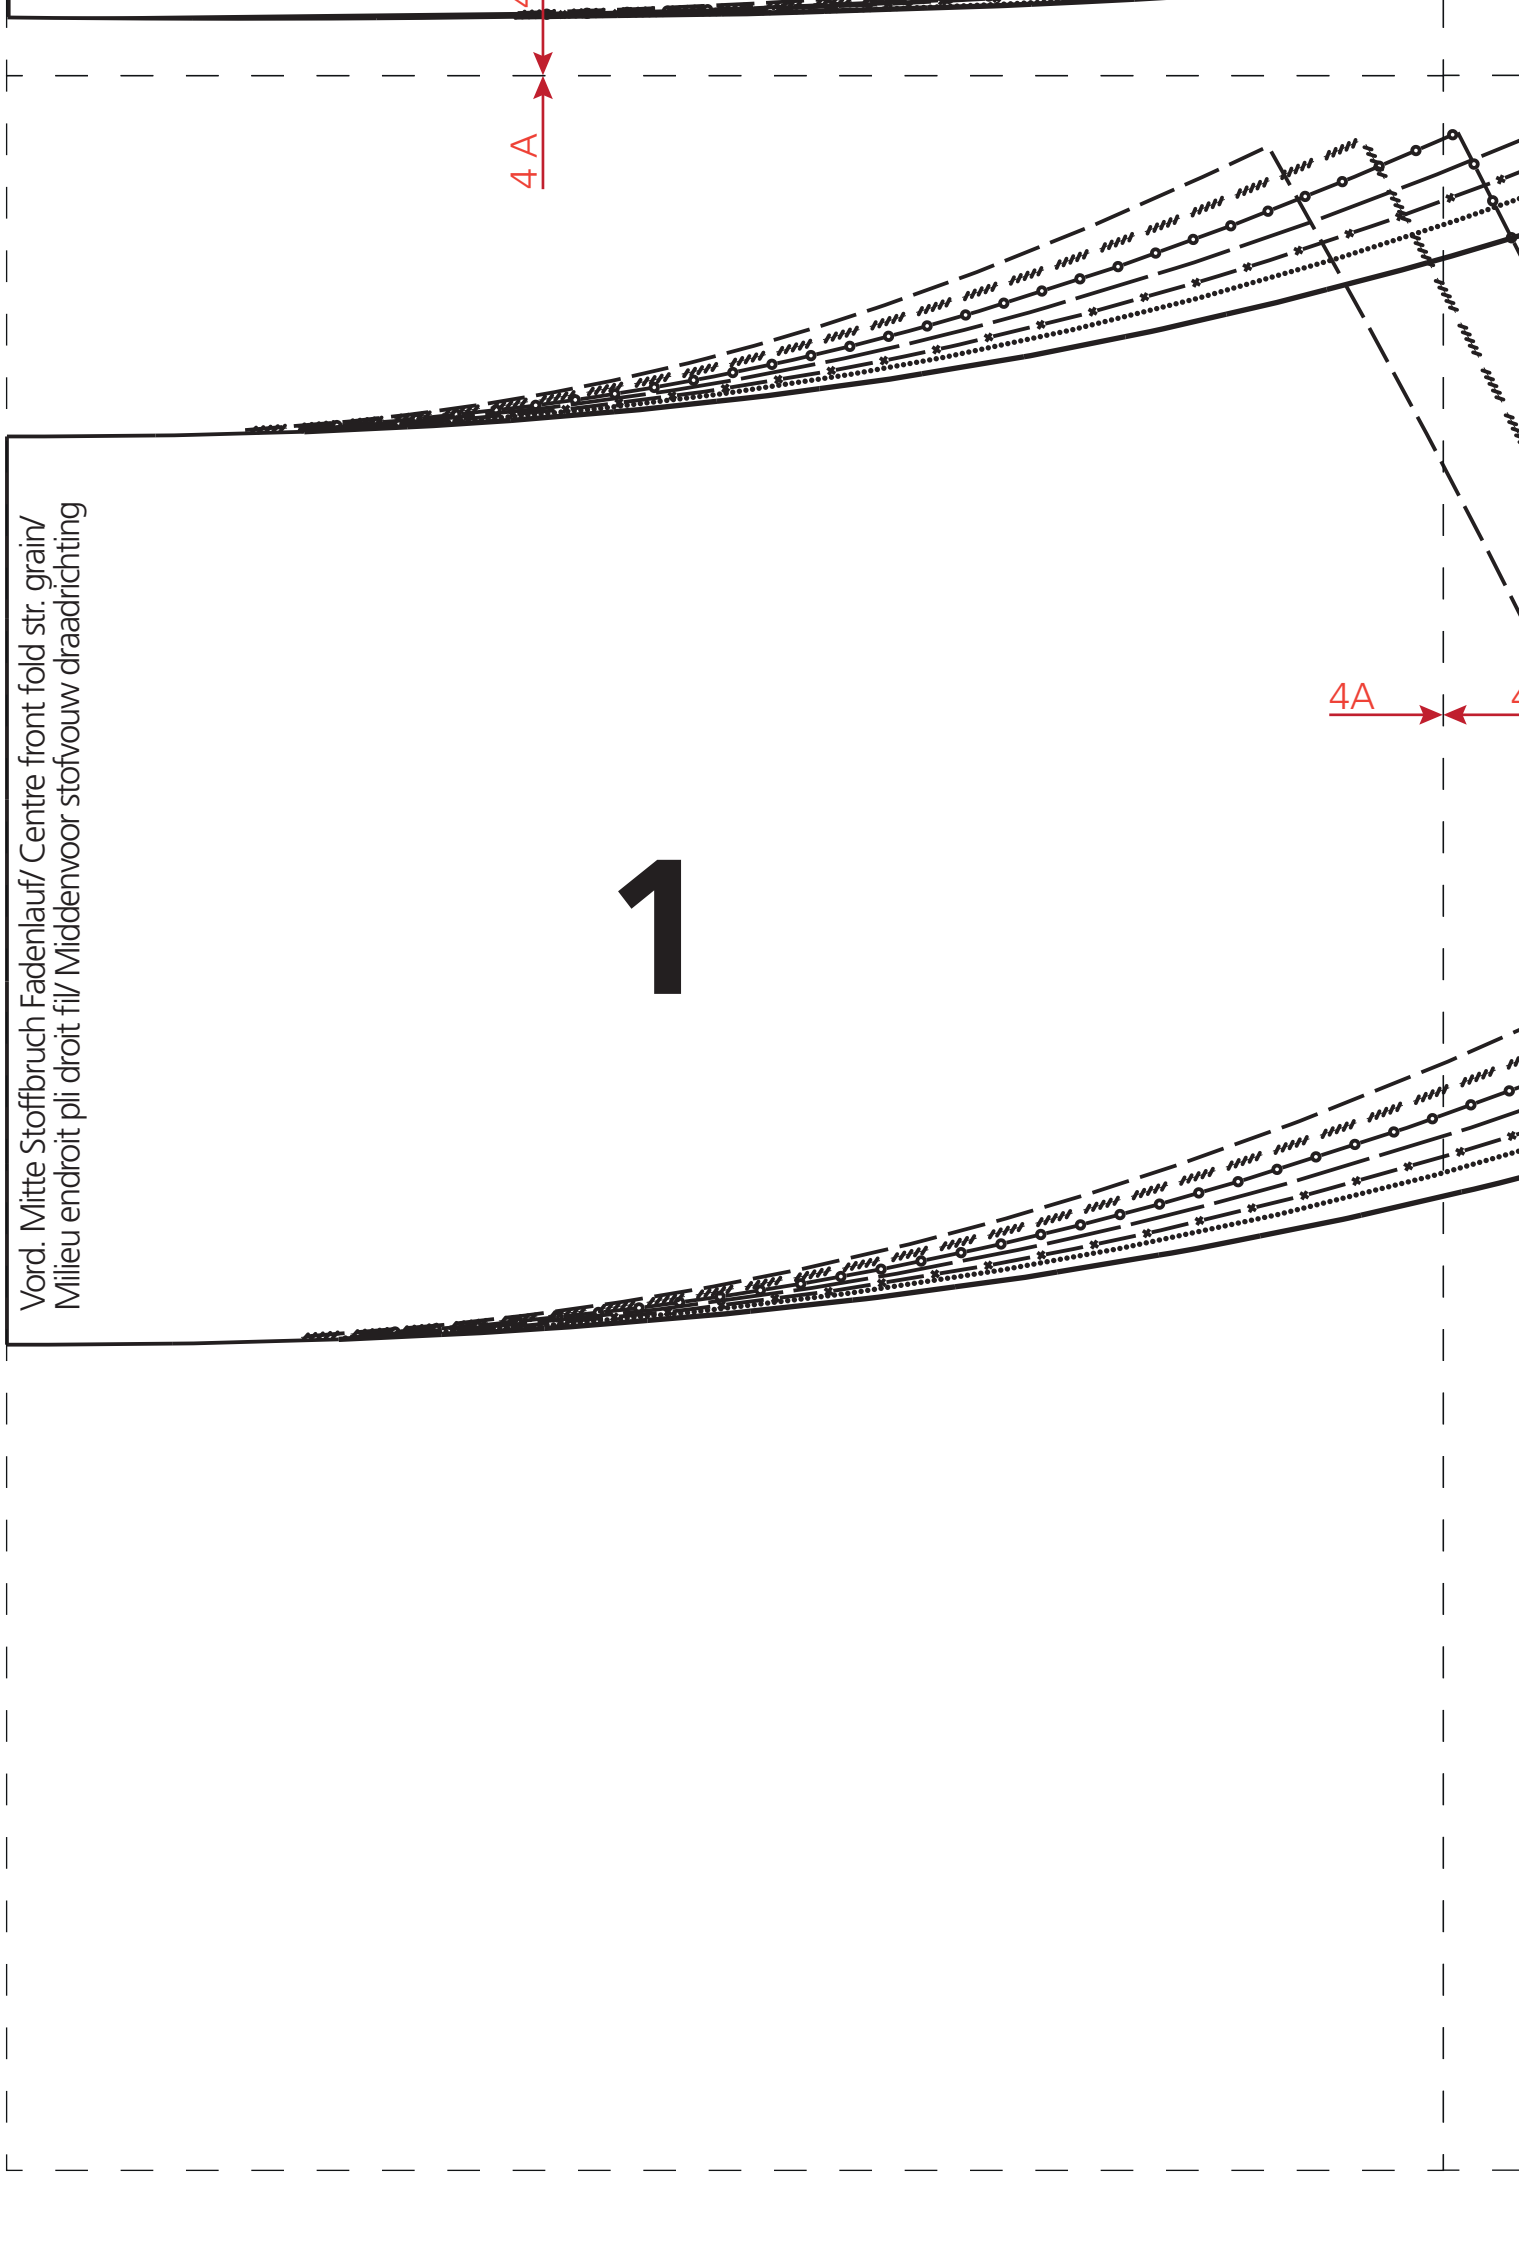 4 A
4A
Vord. Mitte Stoffbruch Fadenlauf/ Centre front fold str. grain/
Milieu endroit pli droit fil/ Middenvoor stofvouw draadrichting
1